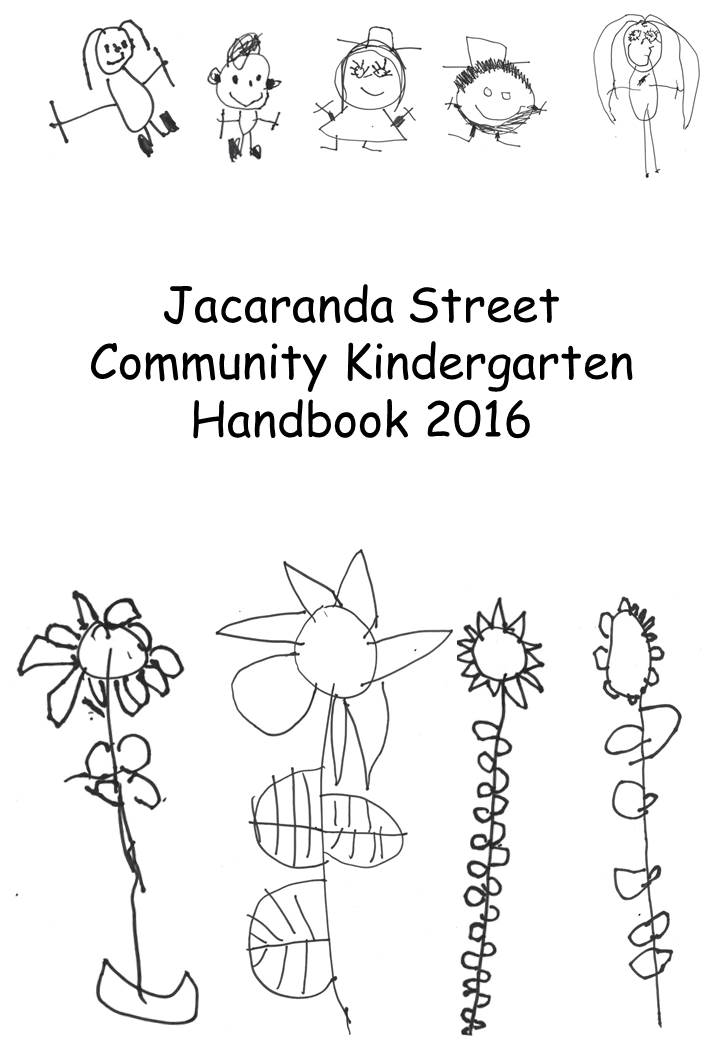 Jacaranda Street
Community Kindergarten
Handbook 2016